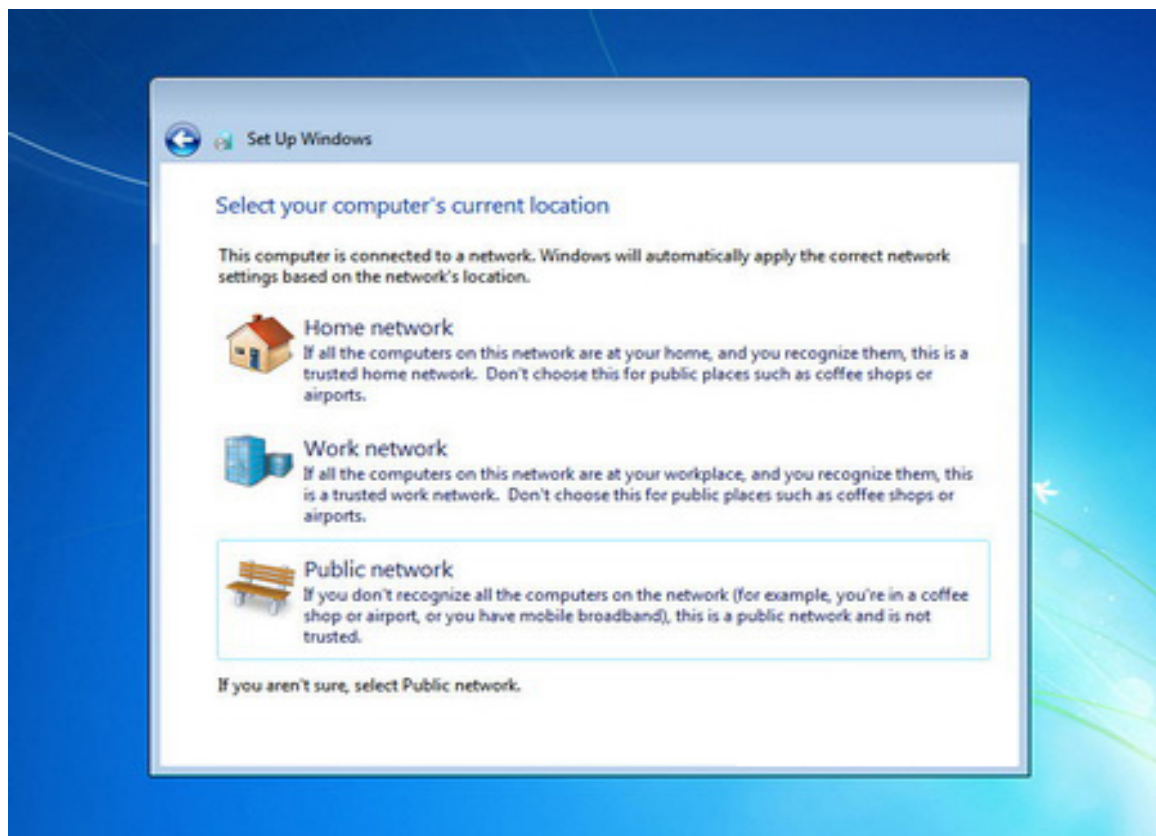 Set Up Windows
Select your computer's current location
This computer is connected to a network. Windows will automatically apply the correct network
settings based on the network's location.
Home network
If all the computers on this network are at your home, and you recognize them, this is a
trusted home network.  Don't choose this for public places such as coffee shops or
airports.
Work network
If all the computers on this network are at your workplace, and you recognize them, this
is a trusted work network.  Don't choose this for public places such as coffee shops or
airports.
Public network
If you don't recognize all the computers on the network (for example, you're in a coffee
shop or airport, or you have mobile broadband), this is a public network and is not
trusted.
If you aren't sure, select Public network.